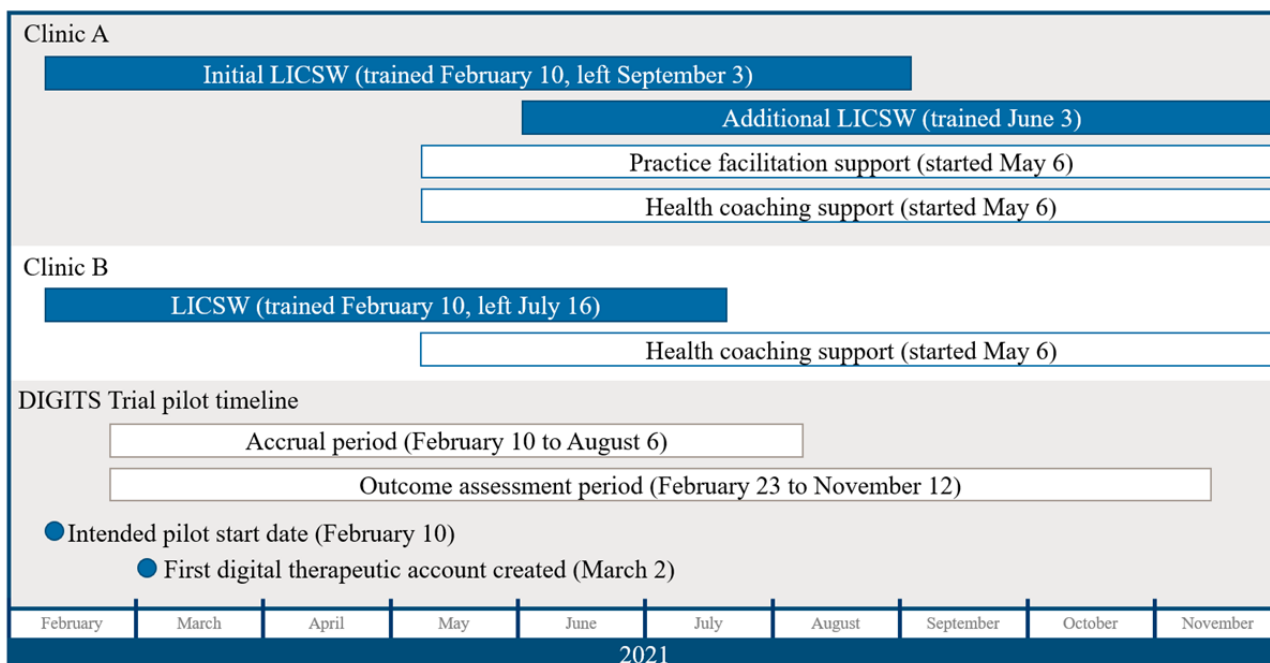 Clinic A
Initial LICSW (trained February 10, left September 3)
Additional LICSW (trained June 3)
Practice facilitation support (started May 6)
Health coaching support (started May 6)
Clinic B
LICSW (trained February 10, left July 16)
Health coaching support (started May 6)
DIGITS Trial pilot timeline
Accrual period (February 10 to August 6)
Outcome assessment period (February 23 to November 12)
Intended pilot start date (February 10)
First digital therapeutic account created (March 2)
February March April May June July August September October November
2021